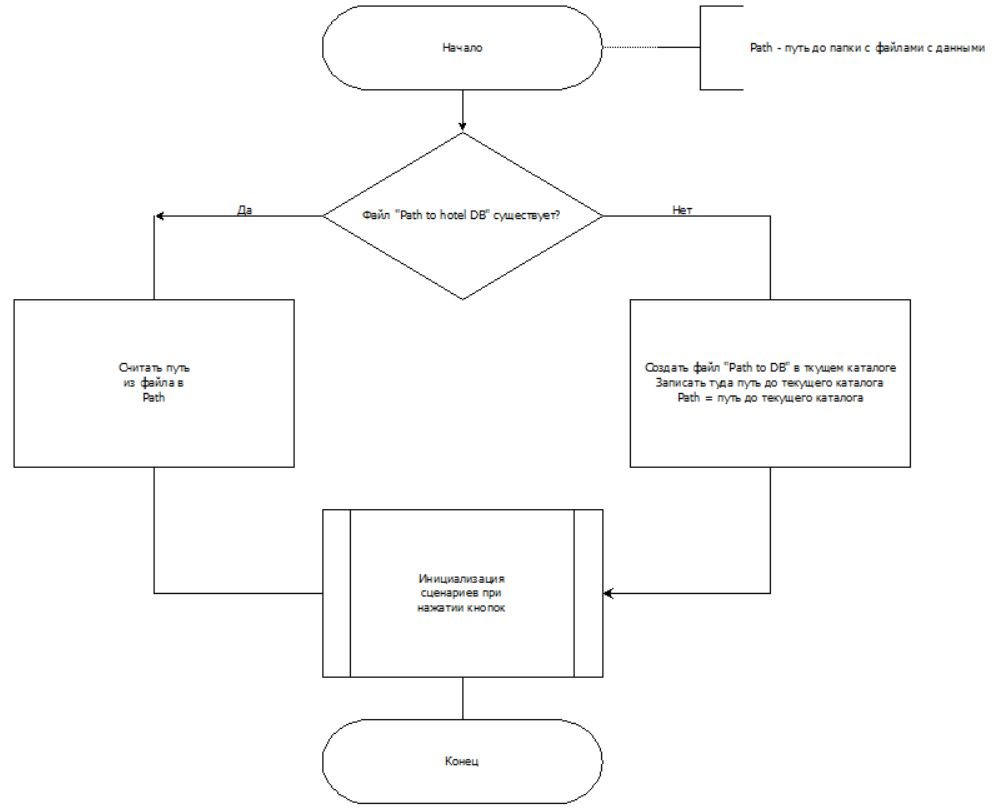 Начало
Path - путь до папки с файлами с данными
Файл "Path to hotel DB" существует?
Да
Нет
Считать путь
из файла в
Path
Создать файл "Path to DB" в ткущем каталоге
Записать туда путь до текущего каталога
Path = путь до текущего каталога
Инициализация
сценариев при
нажатии кнопок
Конец